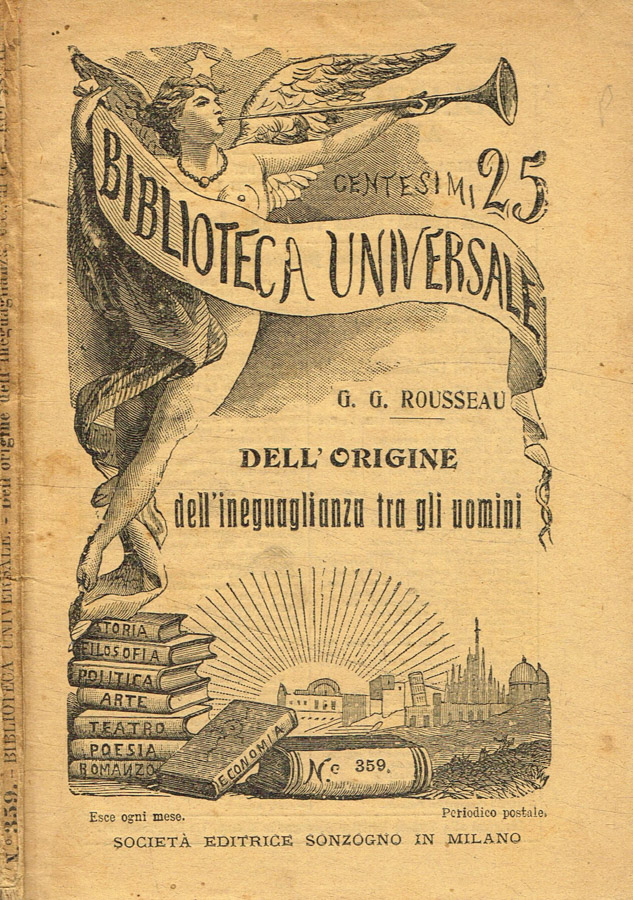 CENTESIMI 25
BIBLIOTECA UNIVERSALE
G. G. ROUSSEAU
DELL' ORIGINE
dell'ineguaglianza tra gli uomini
STORIA
FILOSOFIA
POLITICA
ARTE
TEATRO
POESIA
ROMANZO
ECONOMIA
N.o 359.
Esce ogni mese.
Periodico postale.
SOCIETÀ EDITRICE SONZOGNO IN MILANO
N.o 359. - BIBLIOTECA UNIVERSALE. - Dell'origine dell'ineguaglianza